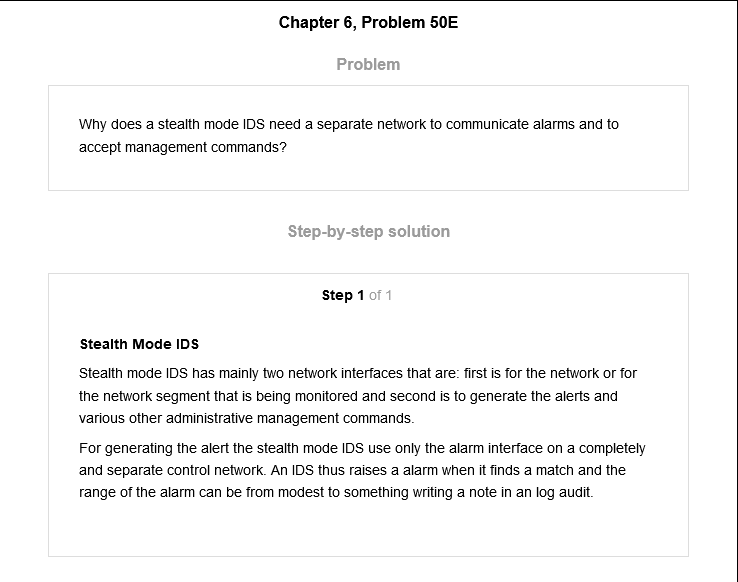 Chapter 6, Problem 50E
Problem
Why does a stealth mode IDS need a separate network to communicate alarms and to
accept management commands?
Step-by-step solution
Step 1 of 1
Stealth Mode IDS
Stealth mode IDS has mainly two network interfaces that are: first is for the network or for
the network segment that is being monitored and second is to generate the alerts and
various other administrative management commands.
For generating the alert the stealth mode IDS use only the alarm interface on a completely
and separate control network. An IDS thus raises a alarm when it finds a match and the
range of the alarm can be from modest to something writing a note in an log audit.